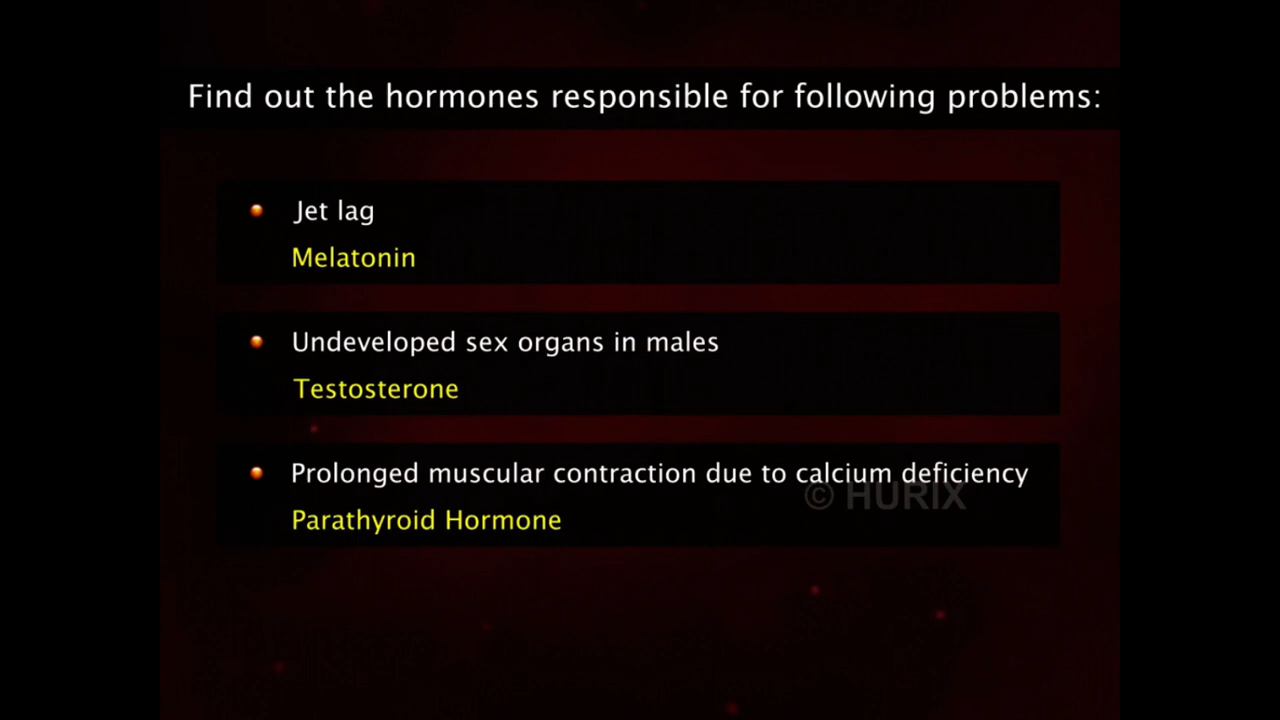 Find out the hormones responsible for following problems:
Jet lag
Melatonin
Undeveloped sex organs in males
Testosterone
Prolonged muscular contraction due to calcium deficiency
© HURIX
Parathyroid Hormone